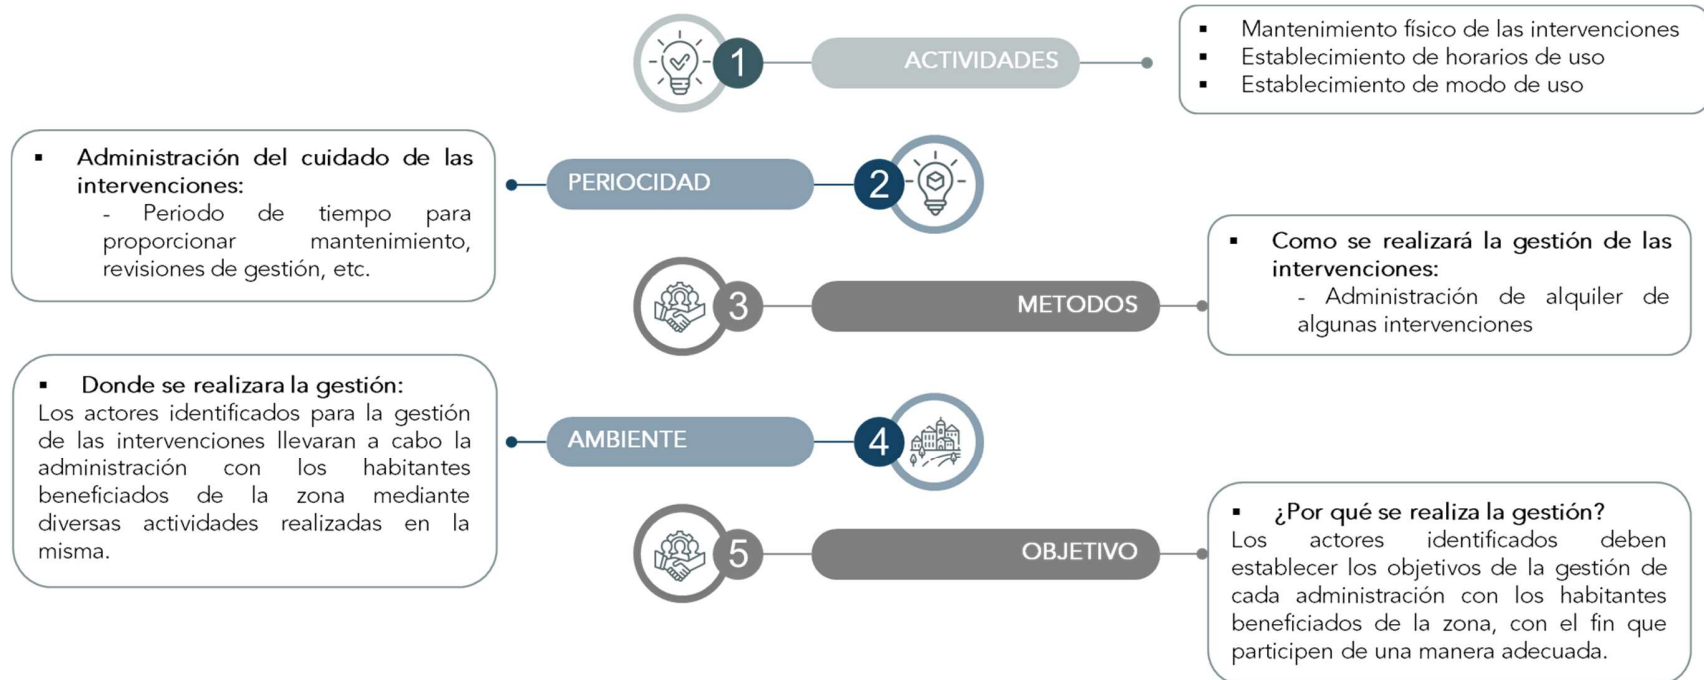 1
ACTIVIDADES
▪ Mantenimiento físico de las intervenciones
▪ Establecimiento de horarios de uso
▪ Establecimiento de modo de uso
2
PERIOCIDAD
▪ Administración del cuidado de las
intervenciones:
- Periodo de tiempo para
proporcionar mantenimiento,
revisiones de gestión, etc.
3
METODOS
▪ Como se realizará la gestión de las
intervenciones:
- Administración de alquiler de
algunas intervenciones
4
AMBIENTE
▪ Donde se realizara la gestión:
Los actores identificados para la gestión
de las intervenciones llevaran a cabo la
administración con los habitantes
beneficiados de la zona mediante
diversas actividades realizadas en la
misma.
5
OBJETIVO
▪ ¿Por qué se realiza la gestión?
Los actores identificados deben
establecer los objetivos de la gestión de
cada administración con los habitantes
beneficiados de la zona, con el fin que
participen de una manera adecuada.